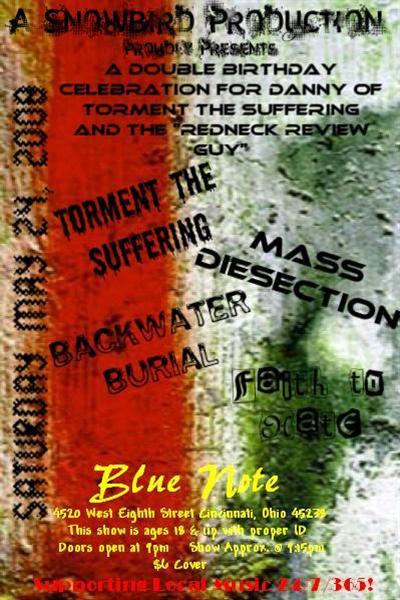 A SNOWBIRD PRODUCTION
PROUDLY PRESENTS
A DOUBLE BIRTHDAY
CELEBRATION FOR DANNY OF
TORMENT THE SUFFERING
AND THE "REDNECK REVIEW
GUY"
SATURDAY MAY 24, 2008
TORMENT THE
SUFFERING
MASS
DIESECTION
BACKWATER
BURIAL
Faith to
Hate
Blue Note
4520 West Eighth Street Cincinnati, Ohio 45238
This show is ages 18 & up with proper ID
Doors open at 9pm Show Approx. @ 9:15pm
$6 Cover
Supporting Local Music 24/7/365!